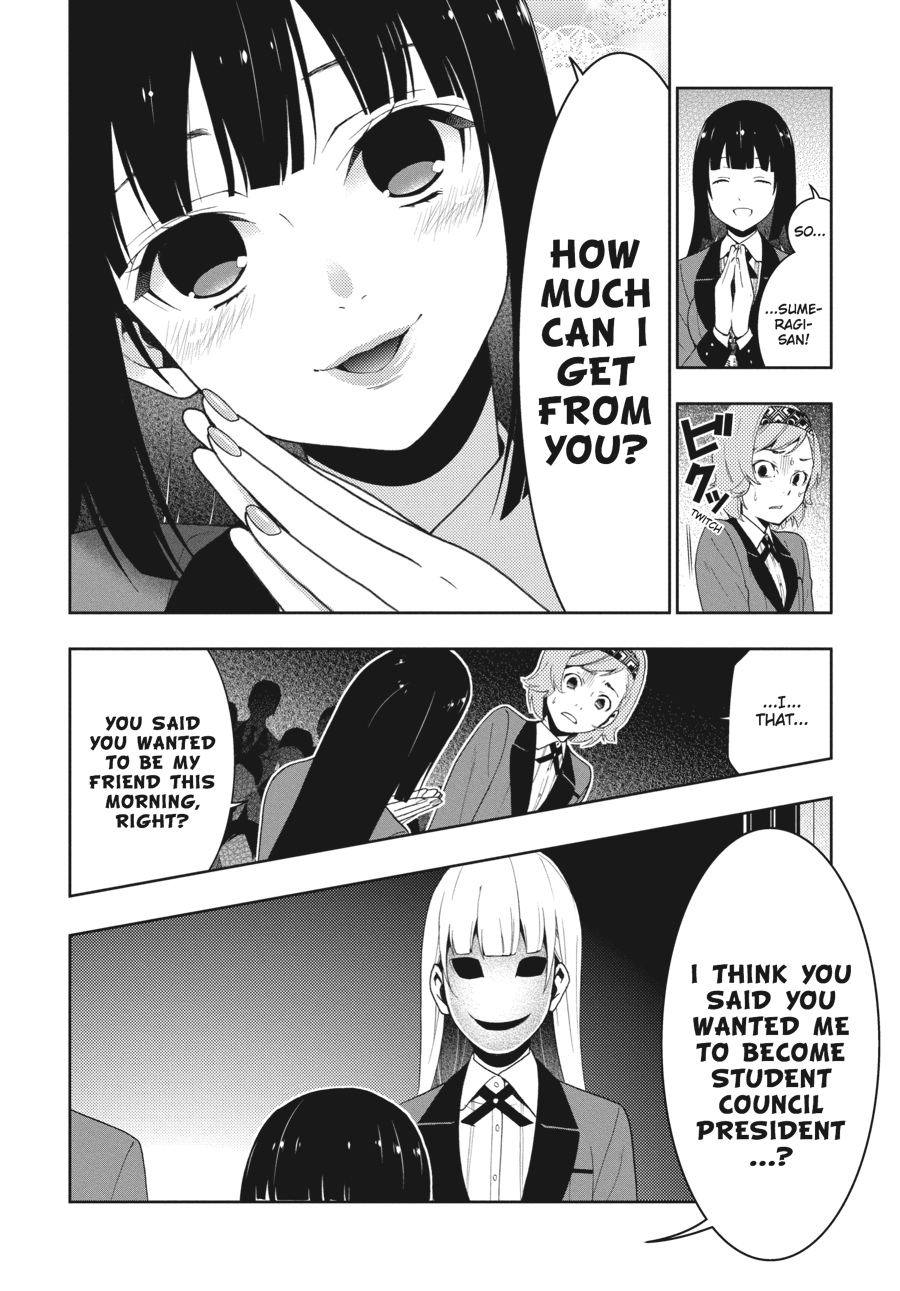 SO...
...SUME-
RAGI-
SAN!
ビクッ
TWITCH
HOW
MUCH
CAN I
GET
FROM
YOU?
...I...
THAT...
YOU SAID
YOU WANTED
TO BE MY
FRIEND THIS
MORNING,
RIGHT?
I THINK YOU
SAID YOU
WANTED ME
TO BECOME
STUDENT
COUNCIL
PRESIDENT
...?